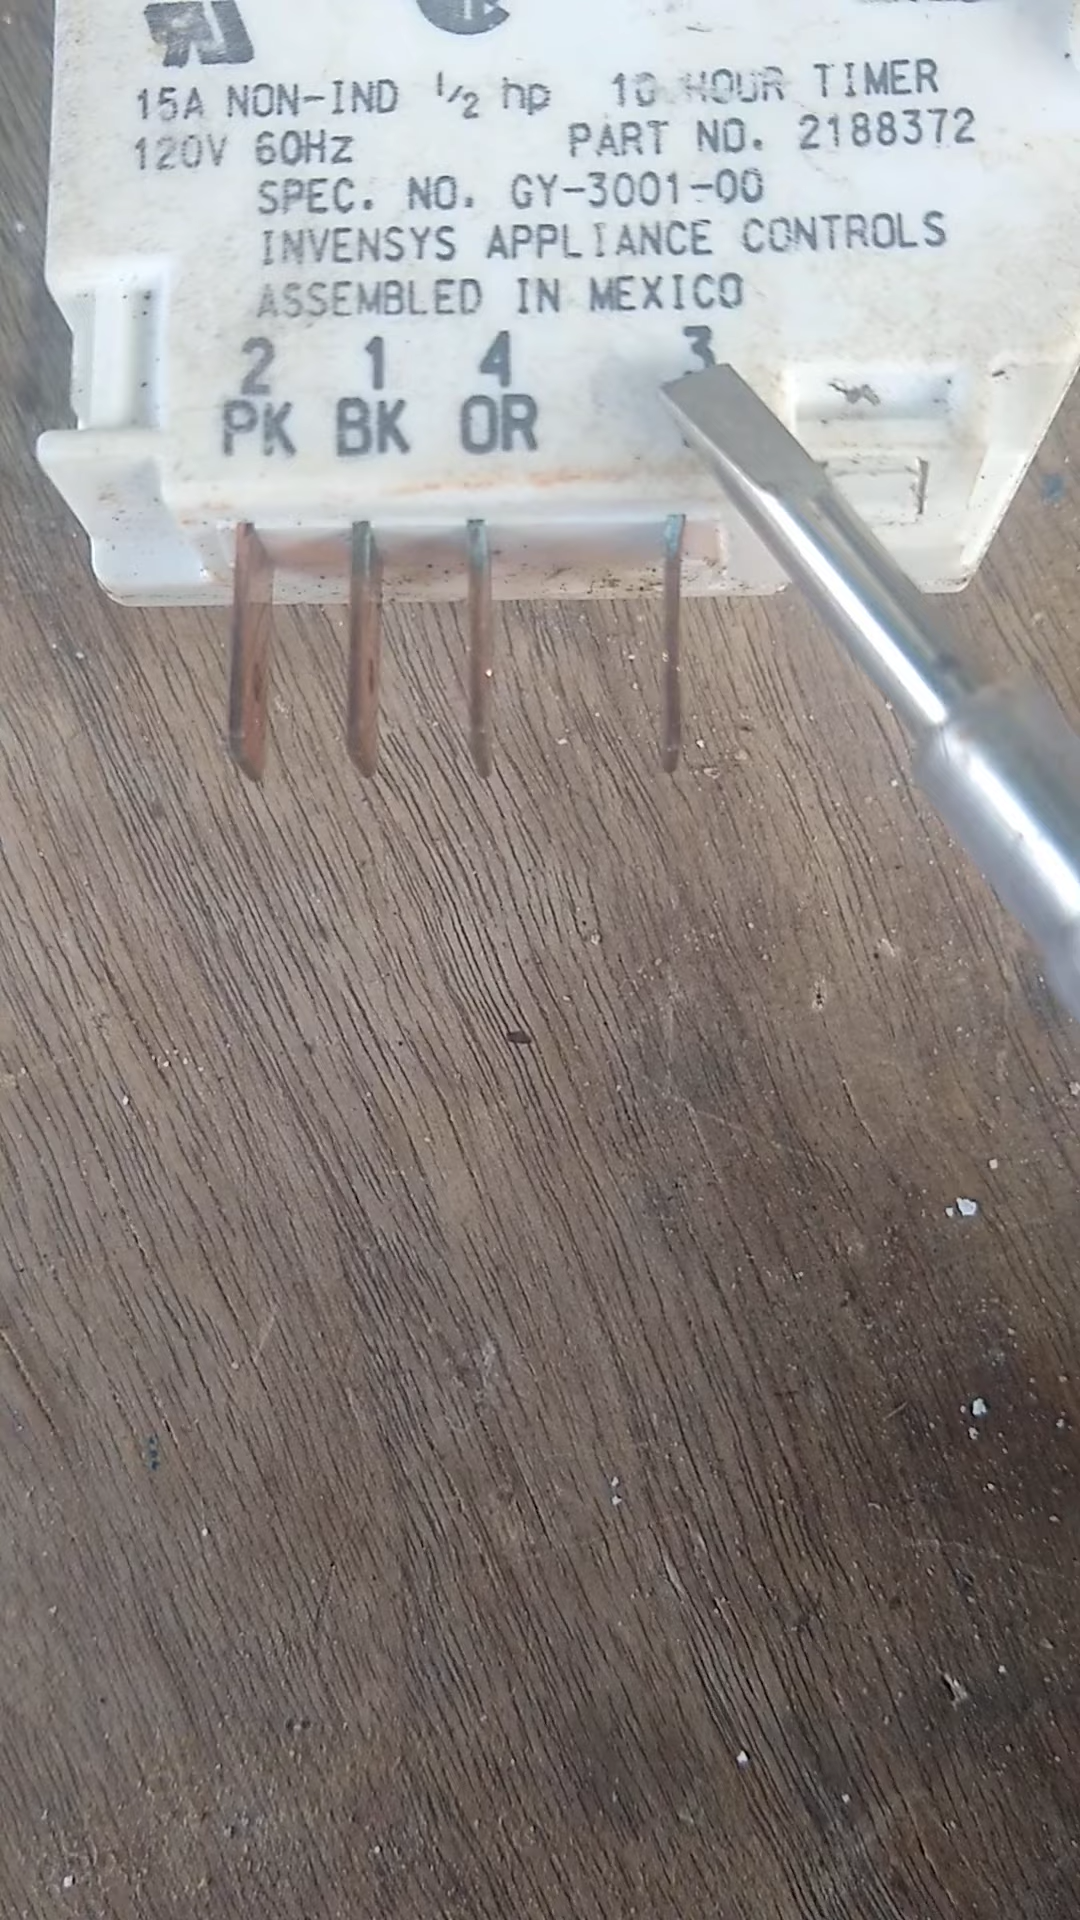 15A NON-IND 1/2 hp 10 HOUR TIMER
120V 60Hz PART NO. 2188372
SPEC. NO. GY-3001-00
INVENSYS APPLIANCE CONTROLS
ASSEMBLED IN MEXICO
2 1 4 3
PK BK OR